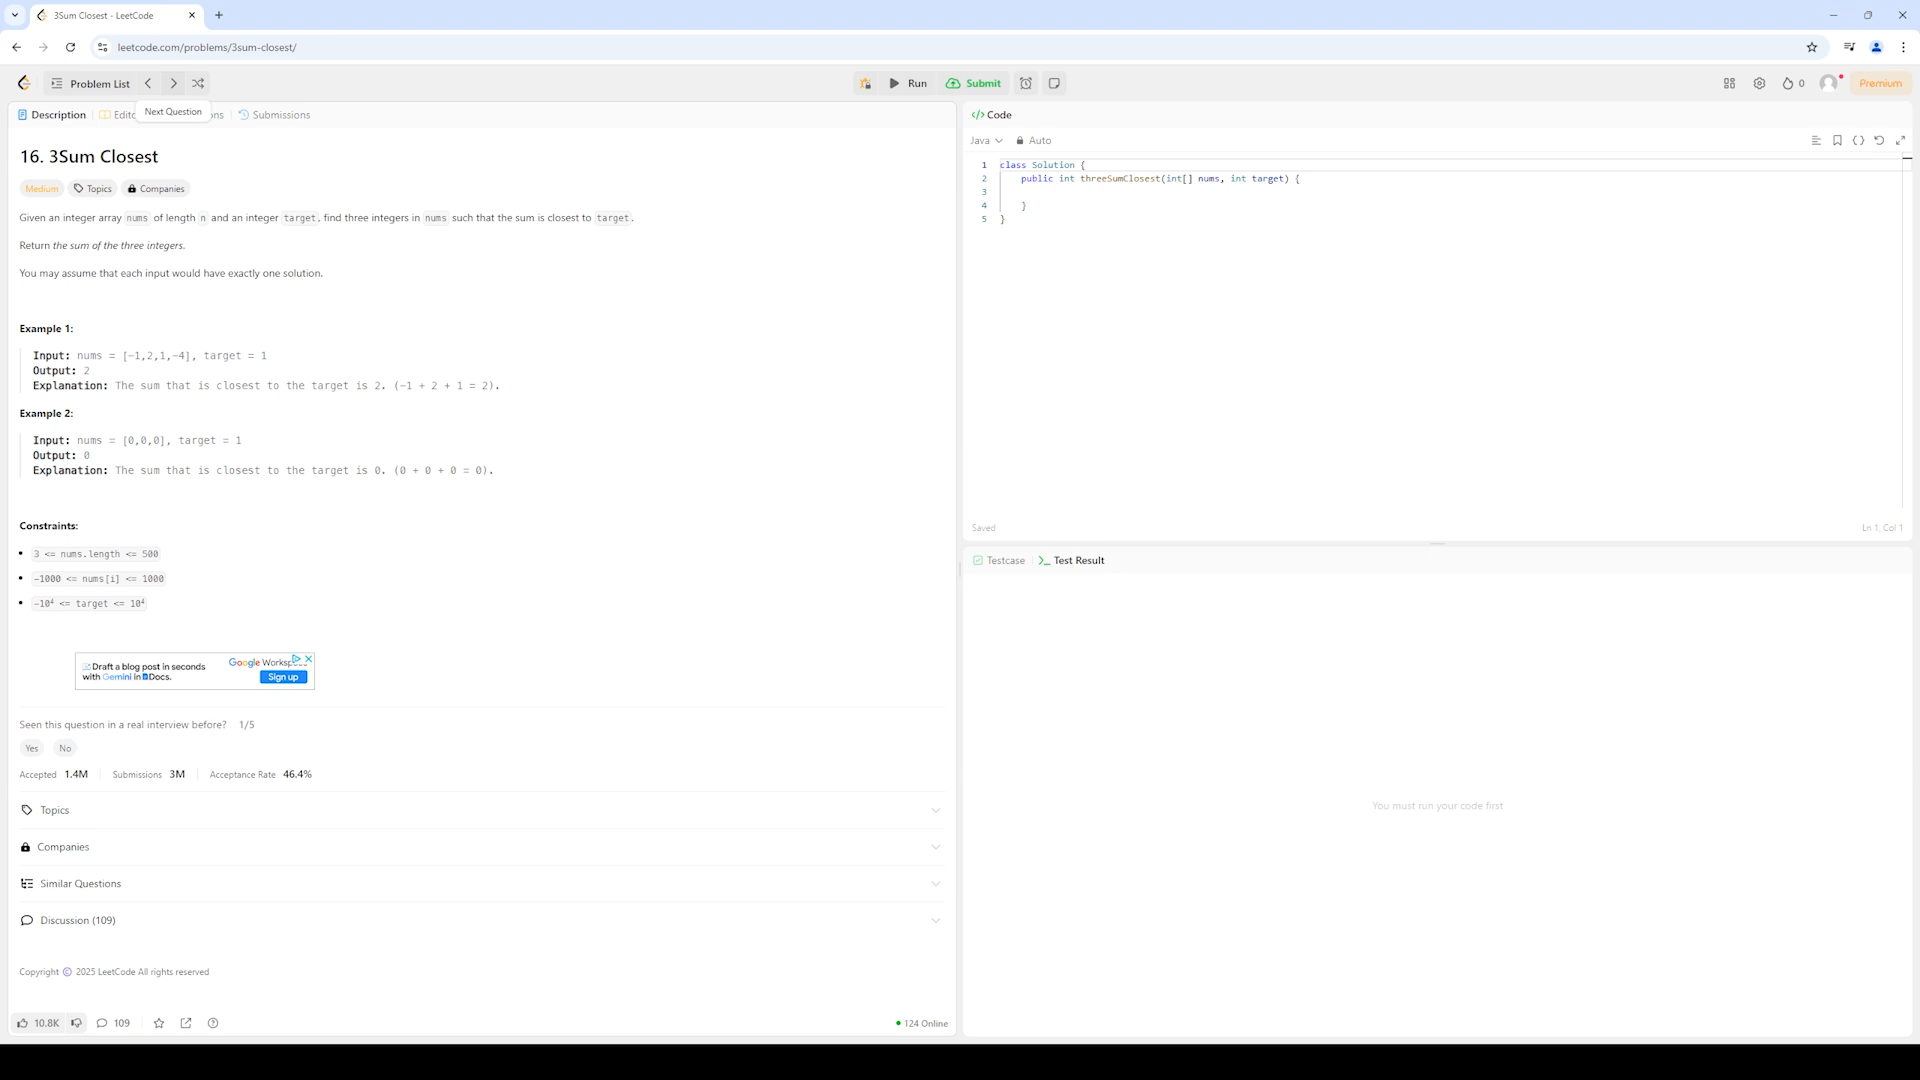 3Sum Closest - LeetCode
leetcode.com/problems/3sum-closest/
Problem List
Run
Submit
0
Premium
Next Question
Description
Edito
ns
Submissions
16. 3Sum Closest
Medium
Topics
Companies
Given an integer array nums of length n and an integer target, find three integers in nums such that the sum is closest to target.
Return the sum of the three integers.
You may assume that each input would have exactly one solution.
Example 1:
Input: nums = [-1,2,1,-4], target = 1
Output: 2
Explanation: The sum that is closest to the target is 2. (-1 + 2 + 1 = 2).
Example 2:
Input: nums = [0,0,0], target = 1
Output: 0
Explanation: The sum that is closest to the target is 0. (0 + 0 + 0 = 0).
Constraints:
3 <= nums.length <= 500
-1000 <= nums[i] <= 1000
-10⁴ <= target <= 10⁴
Draft a blog post in seconds
with Gemini in Docs.
Google Worksp
Sign up
Seen this question in a real interview before? 1/5
Yes
No
Accepted 1.4M
Submissions 3M
Acceptance Rate 46.4%
Topics
Companies
Similar Questions
Discussion (109)
Copyright © 2025 LeetCode All rights reserved
10.8K
109
124 Online
</> Code
Java
Auto
1 class Solution {
2 public int threeSumClosest(int[] nums, int target) {
3
4 }
5 }
Saved
Ln 1, Col 1
Testcase
Test Result
You must run your code first